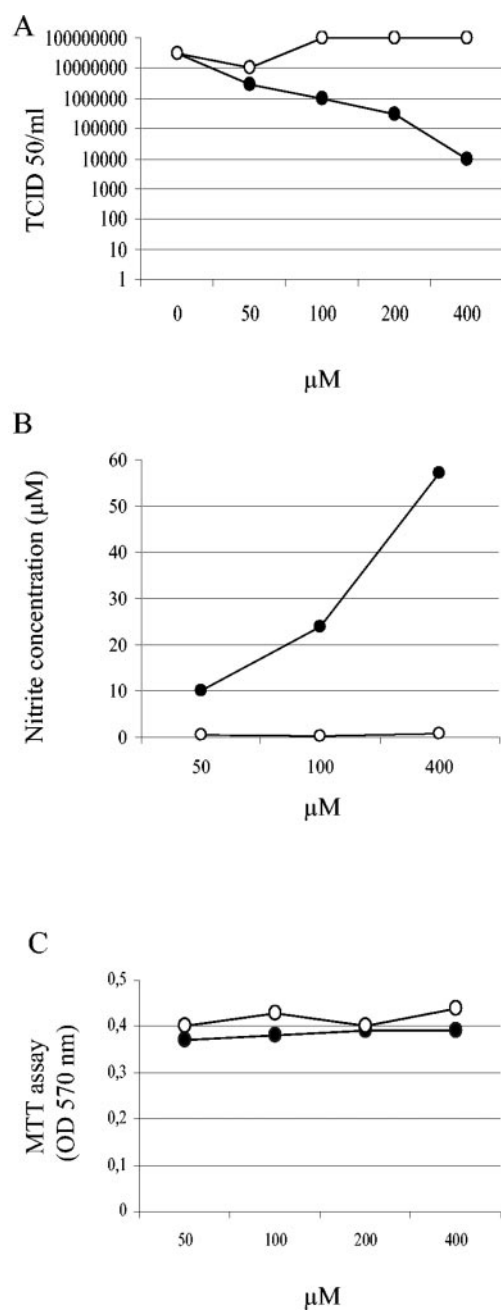 A
TCID 50/ml
100000000
10000000
1000000
100000
10000
1000
100
10
1
0 50 100 200 400
µM
B
Nitrite concentration (µM)
60
50
40
30
20
10
0
50 100 400
µM
C
MTT assay
(OD 570 nm)
0,5
0,4
0,3
0,2
0,1
0
50 100 200 400
µM